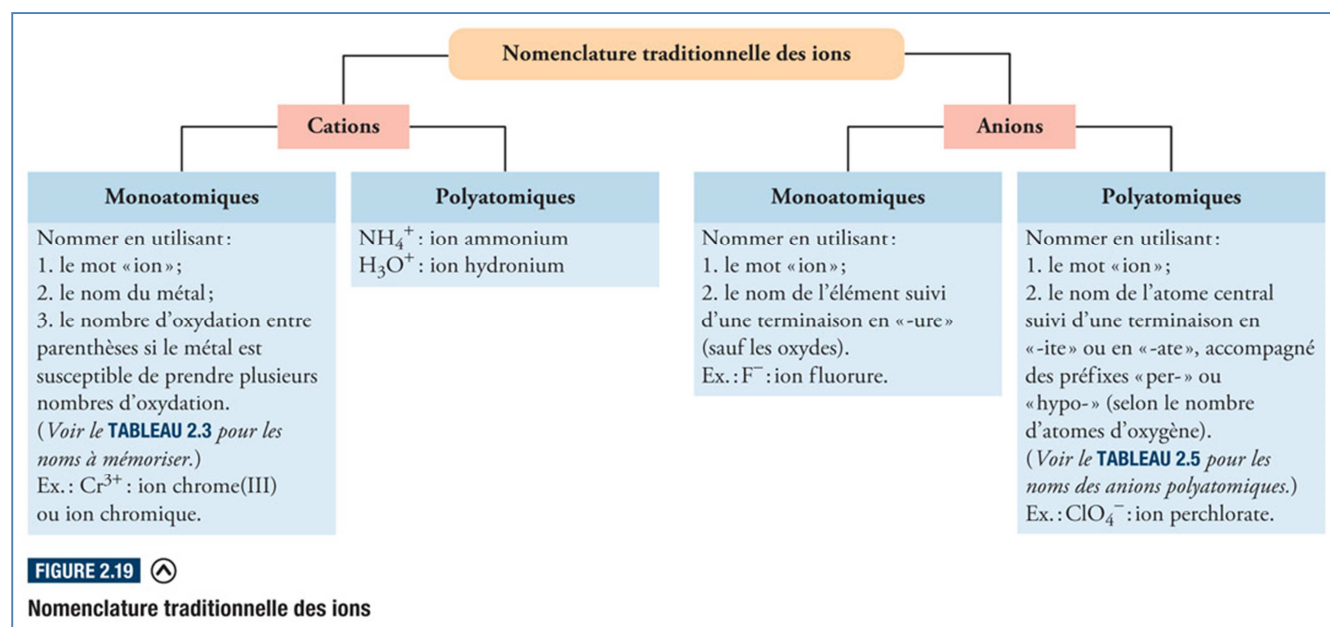 Nomenclature traditionnelle des ions
Cations
Anions
Monoatomiques
Nommer en utilisant :
1. le mot « ion » ;
2. le nom du métal ;
3. le nombre d'oxydation entre
parenthèses si le métal est
susceptible de prendre plusieurs
nombres d'oxydation.
(Voir le TABLEAU 2.3 pour les
noms à mémoriser.)
Ex. : Cr³⁺ : ion chrome(III)
ou ion chromique.
Polyatomiques
NH₄⁺ : ion ammonium
H₃O⁺ : ion hydronium
Monoatomiques
Nommer en utilisant :
1. le mot « ion » ;
2. le nom de l'élément suivi
d'une terminaison en « -ure »
(sauf les oxydes).
Ex. : F⁻ : ion fluorure.
Polyatomiques
Nommer en utilisant :
1. le mot « ion » ;
2. le nom de l'atome central
suivi d'une terminaison en
« -ite » ou en « -ate », accompagné
des préfixes « per- » ou
« hypo- » (selon le nombre
d'atomes d'oxygène).
(Voir le TABLEAU 2.5 pour les
noms des anions polyatomiques.)
Ex. : ClO₄⁻ : ion perchlorate.
FIGURE 2.19
Nomenclature traditionnelle des ions